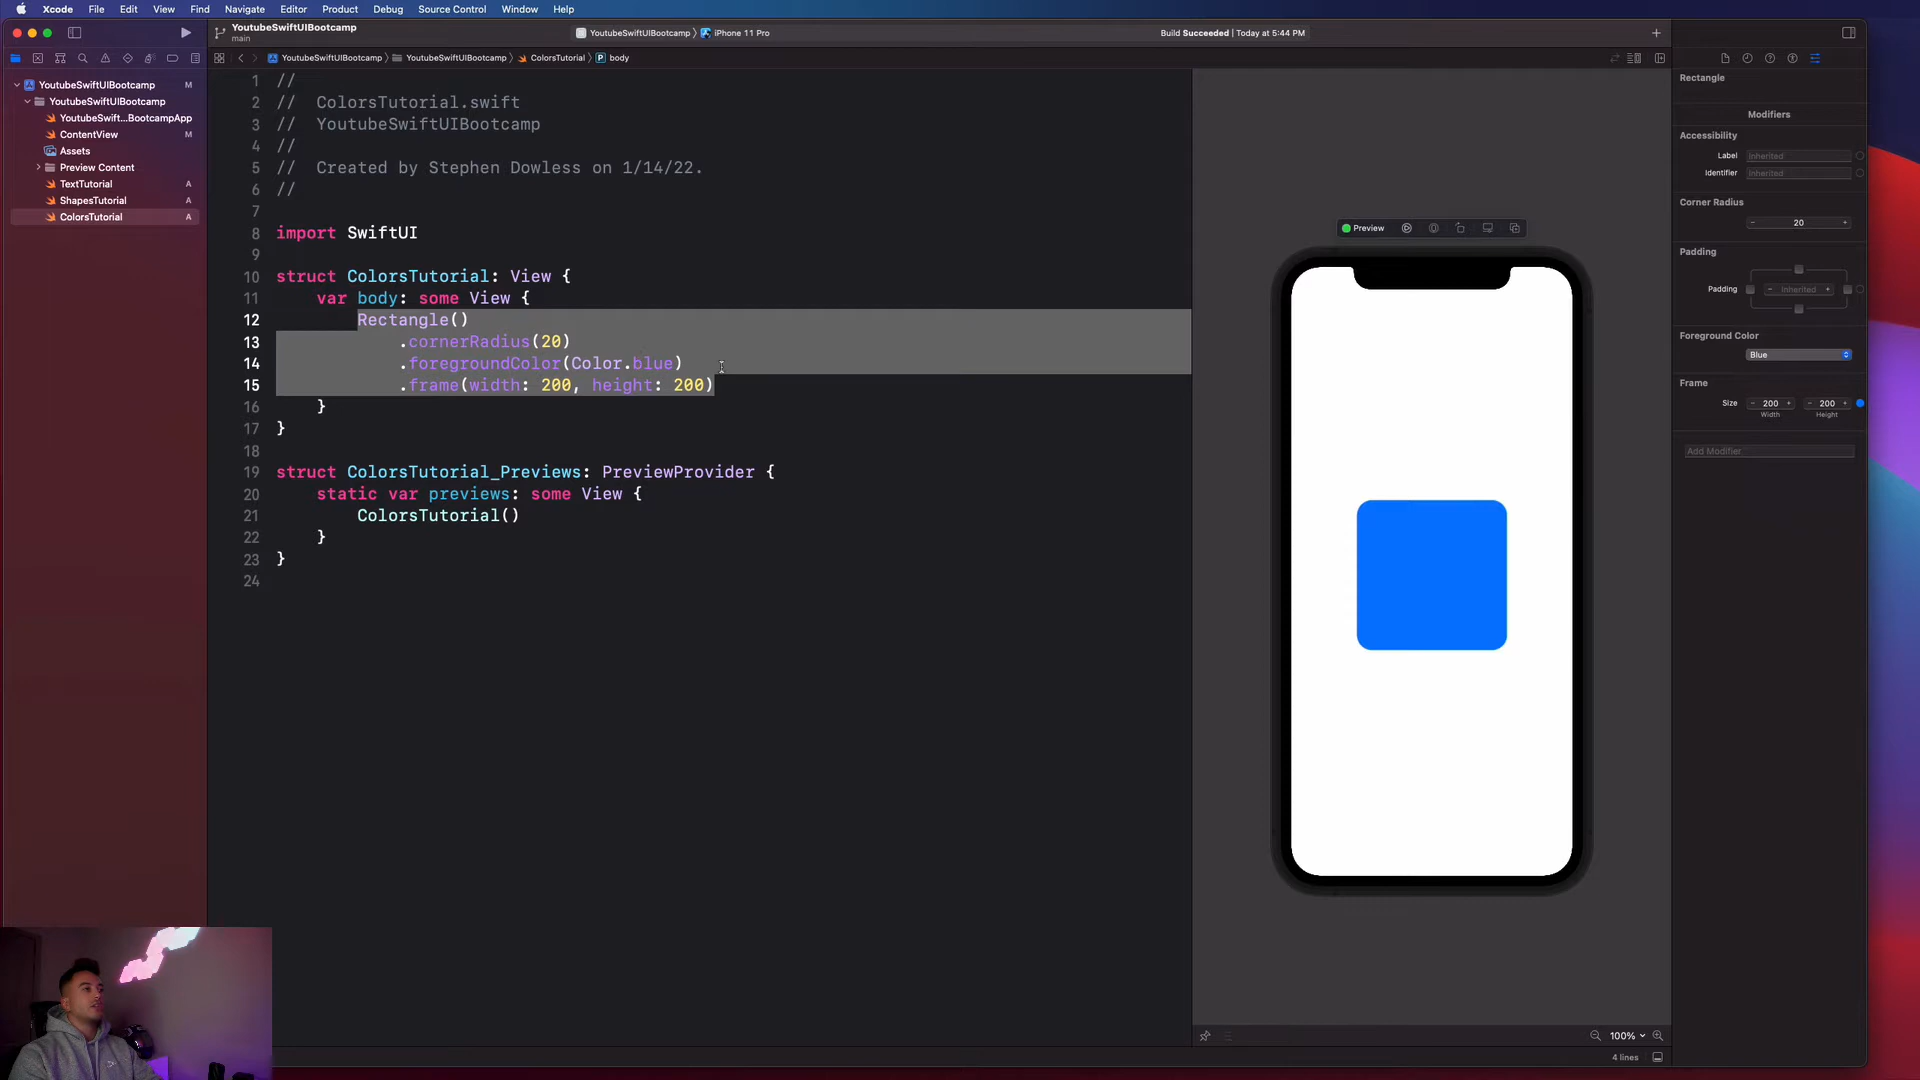 Xcode File Edit View Find Navigate Editor Product Debug Source Control Window Help
YoutubeSwiftUIBootcamp
main
YoutubeSwiftUIBootcamp 〉 iPhone 11 Pro
Build Succeeded | Today at 5:44 PM
YoutubeSwiftUIBootcamp 〉 YoutubeSwiftUIBootcamp 〉 ColorsTutorial 〉 P body
YoutubeSwiftUIBootcamp M
YoutubeSwiftUIBootcamp
YoutubeSwift...BootcampApp
ContentView M
Assets
Preview Content
TextTutorial A
ShapesTutorial A
ColorsTutorial A
1 //
2 // ColorsTutorial.swift
3 // YoutubeSwiftUIBootcamp
4 //
5 // Created by Stephen Dowless on 1/14/22.
6 //
7
8 import SwiftUI
9
10 struct ColorsTutorial: View {
11 var body: some View {
12 Rectangle()
13 .cornerRadius(20)
14 .foregroundColor(Color.blue)
15 .frame(width: 200, height: 200)
16 }
17 }
18
19 struct ColorsTutorial_Previews: PreviewProvider {
20 static var previews: some View {
21 ColorsTutorial()
22 }
23 }
24
Preview
Rectangle
Modifiers
Accessibility
Label Inherited
Identifier Inherited
Corner Radius
− 20 +
Padding
Padding − Inherited +
Foreground Color
Blue
Frame
Size − 200 + − 200 +
Width Height
Add Modifier
100%
4 lines